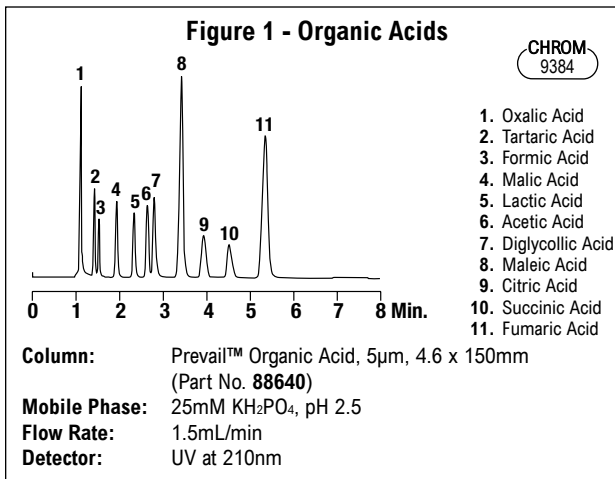 Figure 1 - Organic Acids
CHROM
9384
1
2
3
4
5
6
7
8
9
10
11
1. Oxalic Acid
2. Tartaric Acid
3. Formic Acid
4. Malic Acid
5. Lactic Acid
6. Acetic Acid
7. Diglycollic Acid
8. Maleic Acid
9. Citric Acid
10. Succinic Acid
11. Fumaric Acid
0 1 2 3 4 5 6 7 8 Min.
Column: Prevail™ Organic Acid, 5µm, 4.6 x 150mm
(Part No. 88640)
Mobile Phase: 25mM KH₂PO₄, pH 2.5
Flow Rate: 1.5mL/min
Detector: UV at 210nm